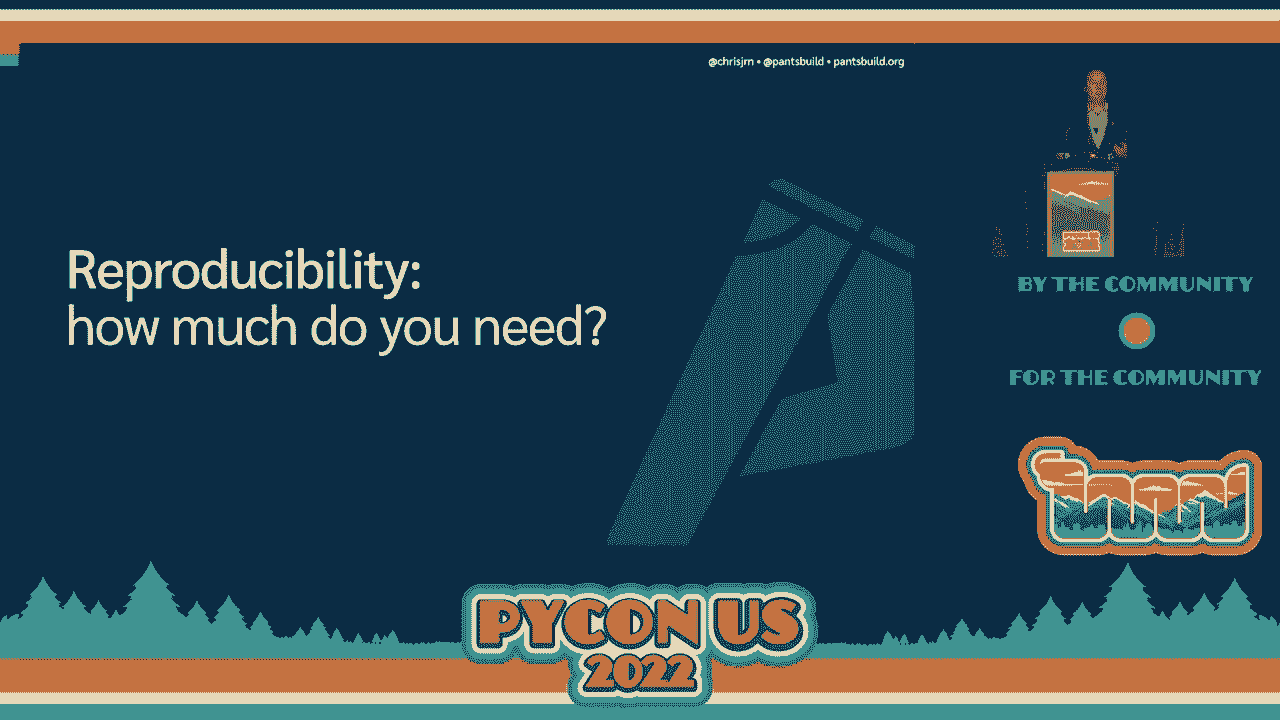 @chrisjrn • @pantsbuild • pantsbuild.org
Reproducibility:
how much do you need?
BY THE COMMUNITY
FOR THE COMMUNITY
PYCON US
2022